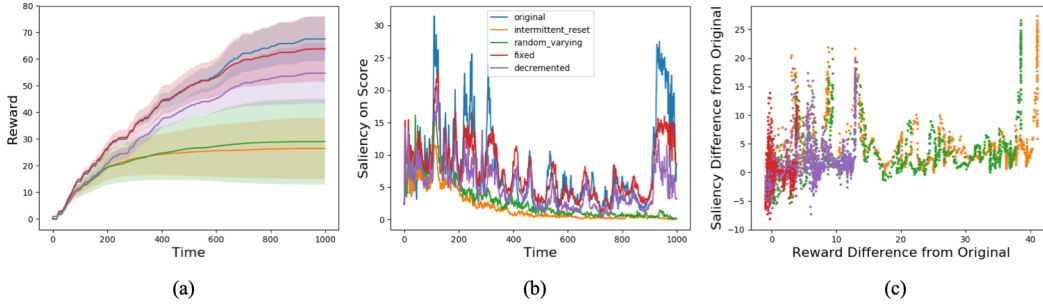 80
70
60
50
40
30
20
10
0
Reward
0 200 400 600 800 1000
Time
(a)
30
25
20
15
10
5
0
Saliency on Score
original
intermittent_reset
random_varying
fixed
decremented
0 200 400 600 800 1000
Time
(b)
25
20
15
10
5
0
−5
−10
Saliency Difference from Original
0 10 20 30 40
Reward Difference from Original
(c)